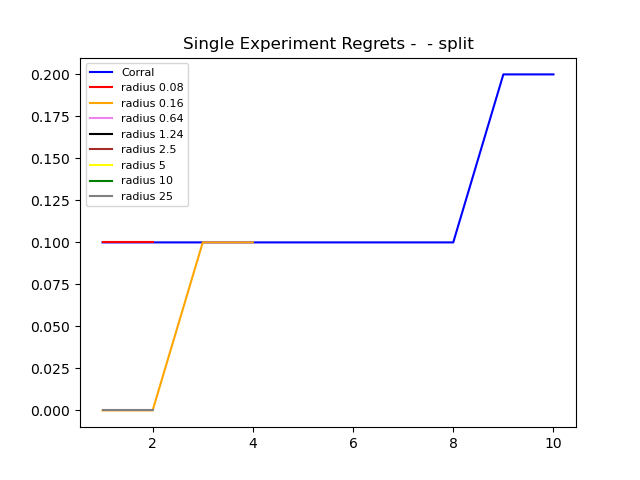 Single Experiment Regrets -  - split
Corral
radius 0.08
radius 0.16
radius 0.64
radius 1.24
radius 2.5
radius 5
radius 10
radius 25
0.200
0.175
0.150
0.125
0.100
0.075
0.050
0.025
0.000
2 4 6 8 10